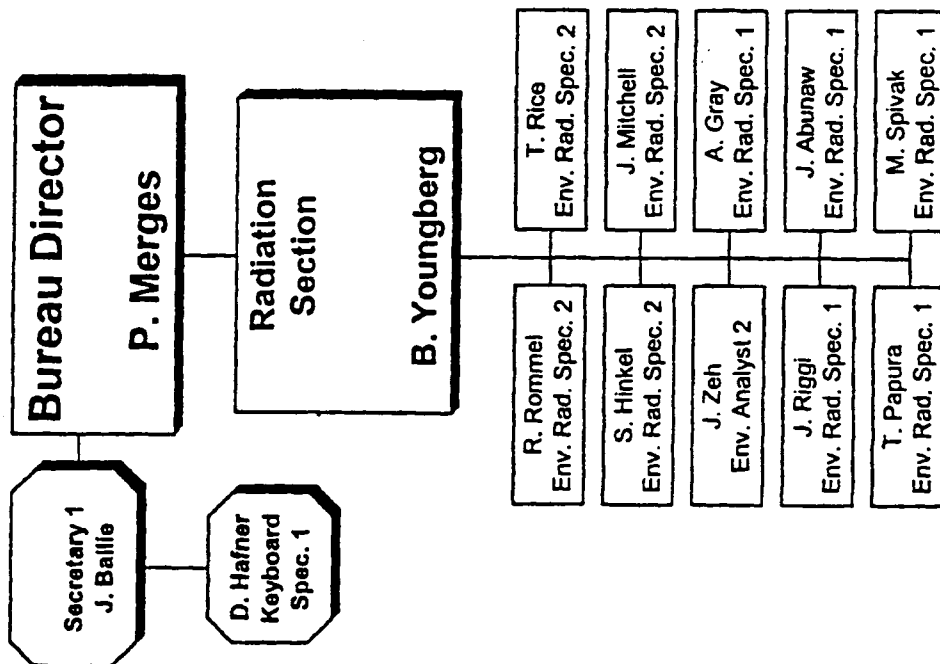 Bureau Director
P. Merges
Secretary 1
J. Bailie
D. Hafner
Keyboard
Spec. 1
Radiation
Section
B. Youngberg
R. Rommel
Env. Rad. Spec. 2
T. Rice
Env. Rad. Spec. 2
S. Hinkel
Env. Rad. Spec. 2
J. Mitchell
Env. Rad. Spec. 2
J. Zeh
Env. Analyst 2
A. Gray
Env. Rad. Spec. 1
J. Riggi
Env. Rad. Spec. 1
J. Abunaw
Env. Rad. Spec. 1
T. Papura
Env. Rad. Spec. 1
M. Spivak
Env. Rad. Spec. 1